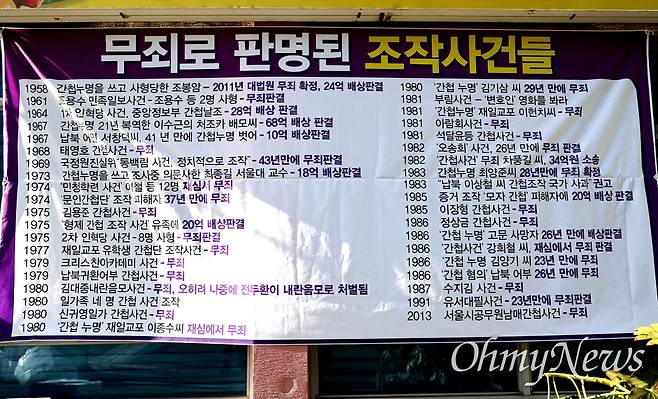 무죄로 판명된 조작사건들
1958 간첩누명을 쓰고 사형당한 조봉암 - 2011년 대법원 무죄 확정, 24억 배상판결
1961 조용수 민족일보사건 - 조용수 등 2명 사형 - 무죄판결
1964 1차 인혁당 사건, 중앙정보부 간첩날조 - 28억 배상 판결
1967 간첩누명 21년 복역한 이수근의 처조카 배모씨 - 68억 배상 판결
1967 납북 어민 서창덕씨, 41년 만에 간첩누명 벗어 - 10억 배상판결
1968 태영호 간첩사건 - 무죄
1969 국정원진실위 '동백림 사건, 정치적으로 조작' - 43년만에 무죄판결
1973 간첩누명을 쓰고 조사중 의문사한 최종길 서울대 교수 - 18억 배상판결
1974 '민청학련 사건' 이철 등 12명 재심서 무죄
1974 '문인간첩단' 조작 피해자 37년 만에 무죄
1975 김용준 간첩사건 - 무죄
1975 '형제 간첩 조작 사건' 유족에 20억 배상판결
1975 2차 인혁당 사건 - 8명 사형 - 무죄판결
1977 재일교포 유학생 간첩단 조작사건 - 무죄
1979 크리스챤아카데미 사건 - 무죄
1979 납북귀환어부 간첩사건 - 무죄
1980 김대중내란음모사건 - 무죄, 오히려 나중에 전두환이 내란음모로 처벌됨
1980 일가족 네 명 간첩 사건 조작
1980 신귀영일가 간첩사건 - 무죄
1980 '간첩 누명' 재일교포 이종수씨 재심에서 무죄
1980 '간첩 누명' 김기삼 씨 29년 만에 무죄
1981 부림사건 - '변호인' 영화를 보라
1981 '간첩누명' 재일교포 이헌치씨 - 무죄
1981 아람회사건 - 무죄
1981 석달윤등 간첩사건 - 무죄
1982 '오송회' 사건, 26년 만에 무죄판결
1982 '간첩사건' 무죄 차풍길 씨, 34억원 소송
1983 간첩누명 최양준씨 28년만에 무죄 확정
1983 "납북 이상철 씨 간첩조작 국가 사과" 권고
1985 증거 조작 '모자 간첩' 피해자에 20억 배상 판결
1985 이장형 간첩사건 - 무죄
1985 정삼금 간첩사건 - 무죄
1986 '간첩 누명' 고문 사망자 26년 만에 배상판결
1986 '간첩사건' 강희철 씨, 재심에서 무죄 판결
1986 '간첩 누명 김양기 씨 23년 만에 무죄
1986 '간첩 혐의' 납북 어부 26년 만에 무죄
1987 수지김 사건 - 무죄
1991 유서대필사건 - 23년만에 무죄판결
2013 서울시공무원남매간첩사건 - 무죄
OhmyNews